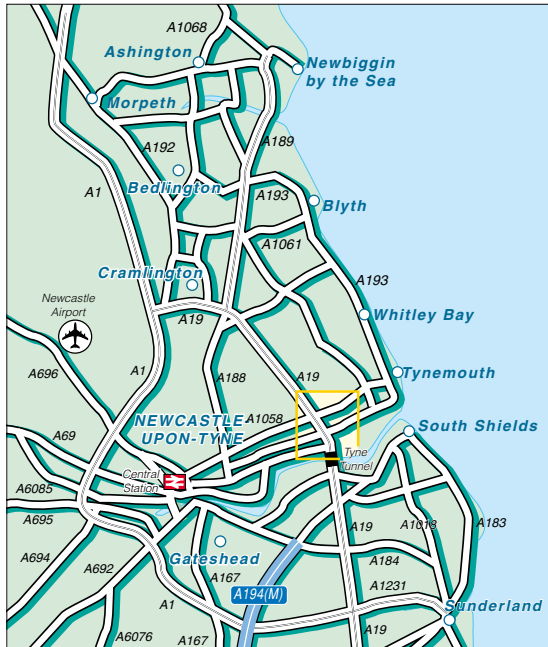 A1068
Ashington
Newbiggin
by the Sea
Morpeth
A192
A189
Bedlington
A1
A193
Blyth
A1061
Cramlington
A193
Newcastle
Airport
A19
Whitley Bay
A696
A1
A188
A19
Tynemouth
NEWCASTLE
UPON-TYNE
A1058
South Shields
A69
Tyne
Tunnel
Central
Station
A6085
A695
A19
A1018
A183
A694
A692
Gateshead
A167
A184
A194(M)
A1231
A1
Sunderland
A6076
A167
A19